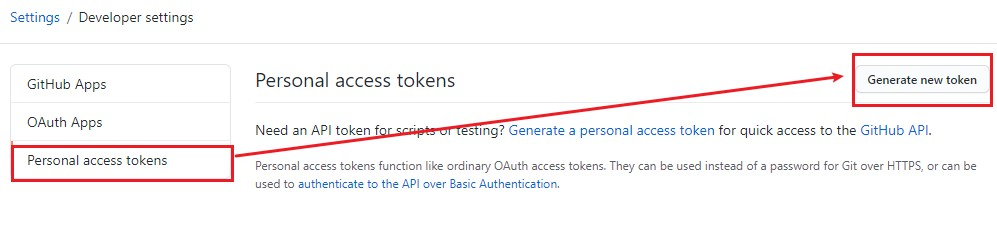 Settings / Developer settings
GitHub Apps
OAuth Apps
Personal access tokens
Personal access tokens
Generate new token
Need an API token for scripts or testing? Generate a personal access token for quick access to the GitHub API.
Personal access tokens function like ordinary OAuth access tokens. They can be used instead of a password for Git over HTTPS, or can be
used to authenticate to the API over Basic Authentication.